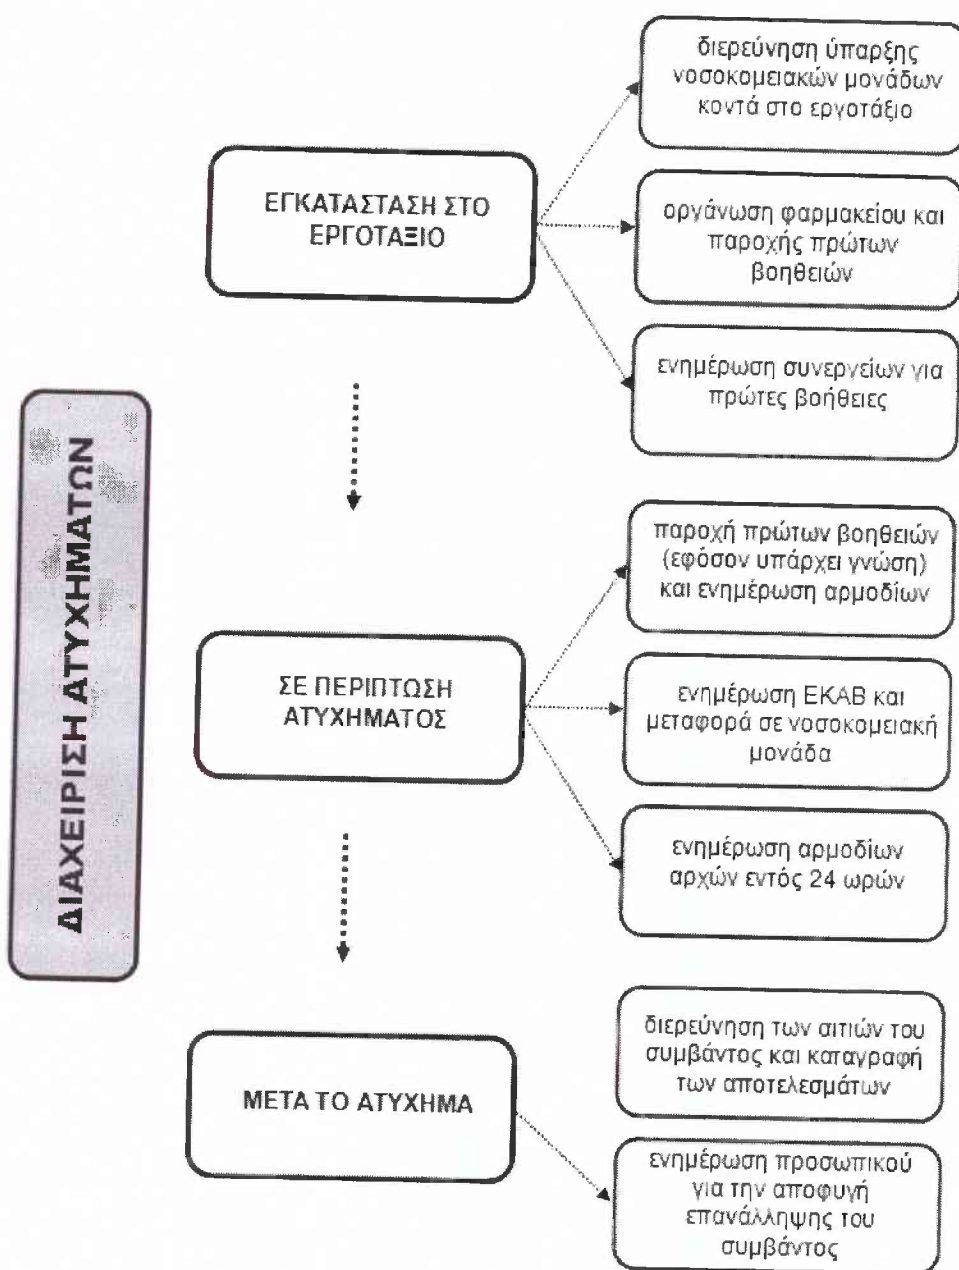 ΔΙΑΧΕΙΡΙΣΗ ΑΤΥΧΗΜΑΤΩΝ
ΕΓΚΑΤΑΣΤΑΣΗ ΣΤΟ
ΕΡΓΟΤΑΞΙΟ
διερεύνηση ύπαρξης
νοσοκομειακών μονάδων
κοντά στο εργοτάξιο
οργάνωση φαρμακείου και
παροχής πρώτων
βοηθειών
ενημέρωση συνεργείων για
πρώτες βοήθειες
ΣΕ ΠΕΡΙΠΤΩΣΗ
ΑΤΥΧΗΜΑΤΟΣ
παροχή πρώτων βοηθειών
(εφόσον υπάρχει γνώση)
και ενημέρωση αρμοδίων
ενημέρωση ΕΚΑΒ και
μεταφορά σε νοσοκομειακή
μονάδα
ενημέρωση αρμοδίων
αρχών εντός 24 ωρών
ΜΕΤΑ ΤΟ ΑΤΥΧΗΜΑ
διερεύνηση των αιτιών του
συμβάντος και καταγραφή
των αποτελεσμάτων
ενημέρωση προσωπικού
για την αποφυγή
επανάλληψης του
συμβάντος